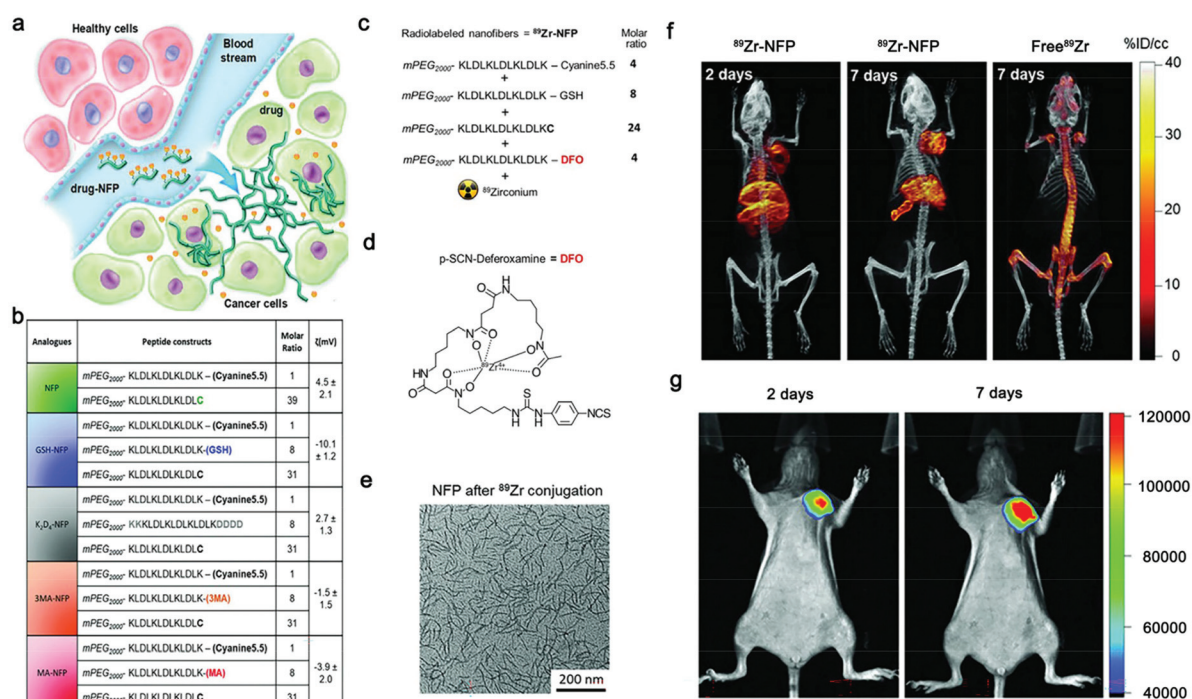 a
Healthy cells
Blood
stream
drug
drug-NFP
Cancer cells
b
Analogues Peptide constructs Molar Ratio ζ(mV)
NFP
mPEG2000- KLDLKLDLKLDLK – (Cyanine5.5) 1
mPEG2000- KLDLKLDLKLDLC 39
4.5 ± 2.1
GSH-NFP
mPEG2000- KLDLKLDLKLDLK – (Cyanine5.5) 1
mPEG2000- KLDLKLDLKLDLK-(GSH) 8
mPEG2000- KLDLKLDLKLDLC 31
-10.1 ± 1.2
K2D4-NFP
mPEG2000- KLDLKLDLKLDLK – (Cyanine5.5) 1
mPEG2000- KKKLDLKLDLKLDLKDDDD 8
mPEG2000- KLDLKLDLKLDLC 31
2.7 ± 1.3
3MA-NFP
mPEG2000- KLDLKLDLKLDLK – (Cyanine5.5) 1
mPEG2000- KLDLKLDLKLDLK-(3MA) 8
mPEG2000- KLDLKLDLKLDLC 31
-1.5 ± 1.5
MA-NFP
mPEG2000- KLDLKLDLKLDLK – (Cyanine5.5) 1
mPEG2000- KLDLKLDLKLDLK-(MA) 8
mPEG2000- KLDLKLDLKLDLC 31
-3.9 ± 2.0
c
Radiolabeled nanofibers = 89Zr-NFP
Molar
ratio
mPEG2000- KLDLKLDLKLDLK – Cyanine5.5 4
+
mPEG2000- KLDLKLDLKLDLK – GSH 8
+
mPEG2000- KLDLKLDLKLDLKC 24
+
mPEG2000- KLDLKLDLKLDLK – DFO 4
+
89Zirconium
d
p-SCN-Deferoxamine = DFO
89Zr4+
e
NFP after 89Zr conjugation
200 nm
f
89Zr-NFP 89Zr-NFP Free89Zr %ID/cc
2 days 7 days 7 days
40
30
20
10
0
g
2 days 7 days
120000
100000
80000
60000
40000